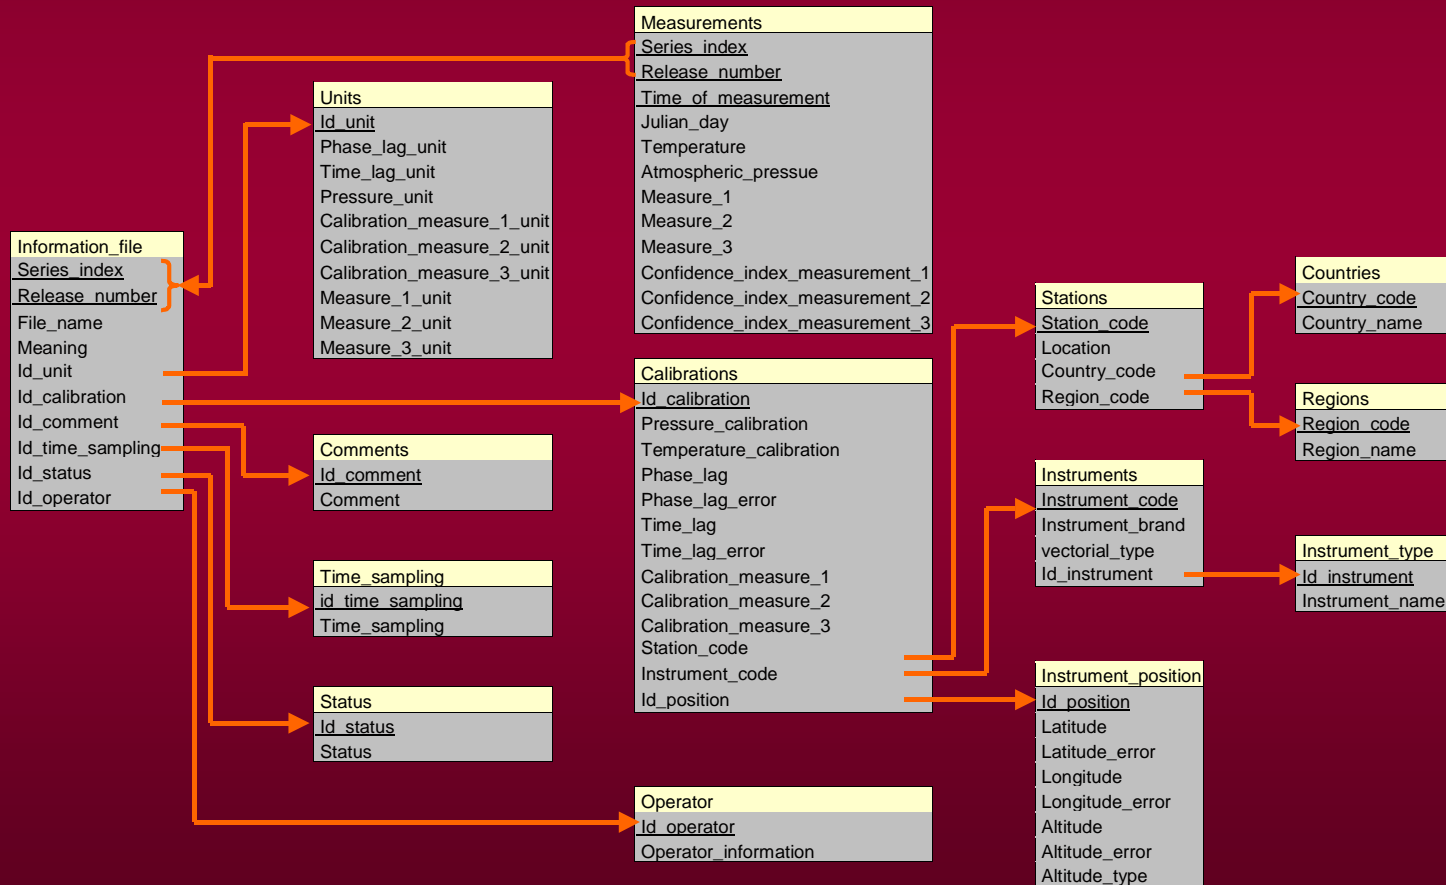 Measurements
Series_index
Release_number
Time_of_measurement
Julian_day
Temperature
Atmospheric_pressue
Measure_1
Measure_2
Measure_3
Confidence_index_measurement_1
Confidence_index_measurement_2
Confidence_index_measurement_3
Units
Id_unit
Phase_lag_unit
Time_lag_unit
Pressure_unit
Calibration_measure_1_unit
Calibration_measure_2_unit
Calibration_measure_3_unit
Measure_1_unit
Measure_2_unit
Measure_3_unit
Information_file
Series_index
Release_number
File_name
Meaning
Id_unit
Id_calibration
Id_comment
Id_time_sampling
Id_status
Id_operator
Comments
Id_comment
Comment
Time_sampling
id_time_sampling
Time_sampling
Status
Id_status
Status
Calibrations
Id_calibration
Pressure_calibration
Temperature_calibration
Phase_lag
Phase_lag_error
Time_lag
Time_lag_error
Calibration_measure_1
Calibration_measure_2
Calibration_measure_3
Station_code
Instrument_code
Id_position
Operator
Id_operator
Operator_information
Stations
Station_code
Location
Country_code
Region_code
Countries
Country_code
Country_name
Regions
Region_code
Region_name
Instruments
Instrument_code
Instrument_brand
vectorial_type
Id_instrument
Instrument_type
Id_instrument
Instrument_name
Instrument_position
Id_position
Latitude
Latitude_error
Longitude
Longitude_error
Altitude
Altitude_error
Altitude_type